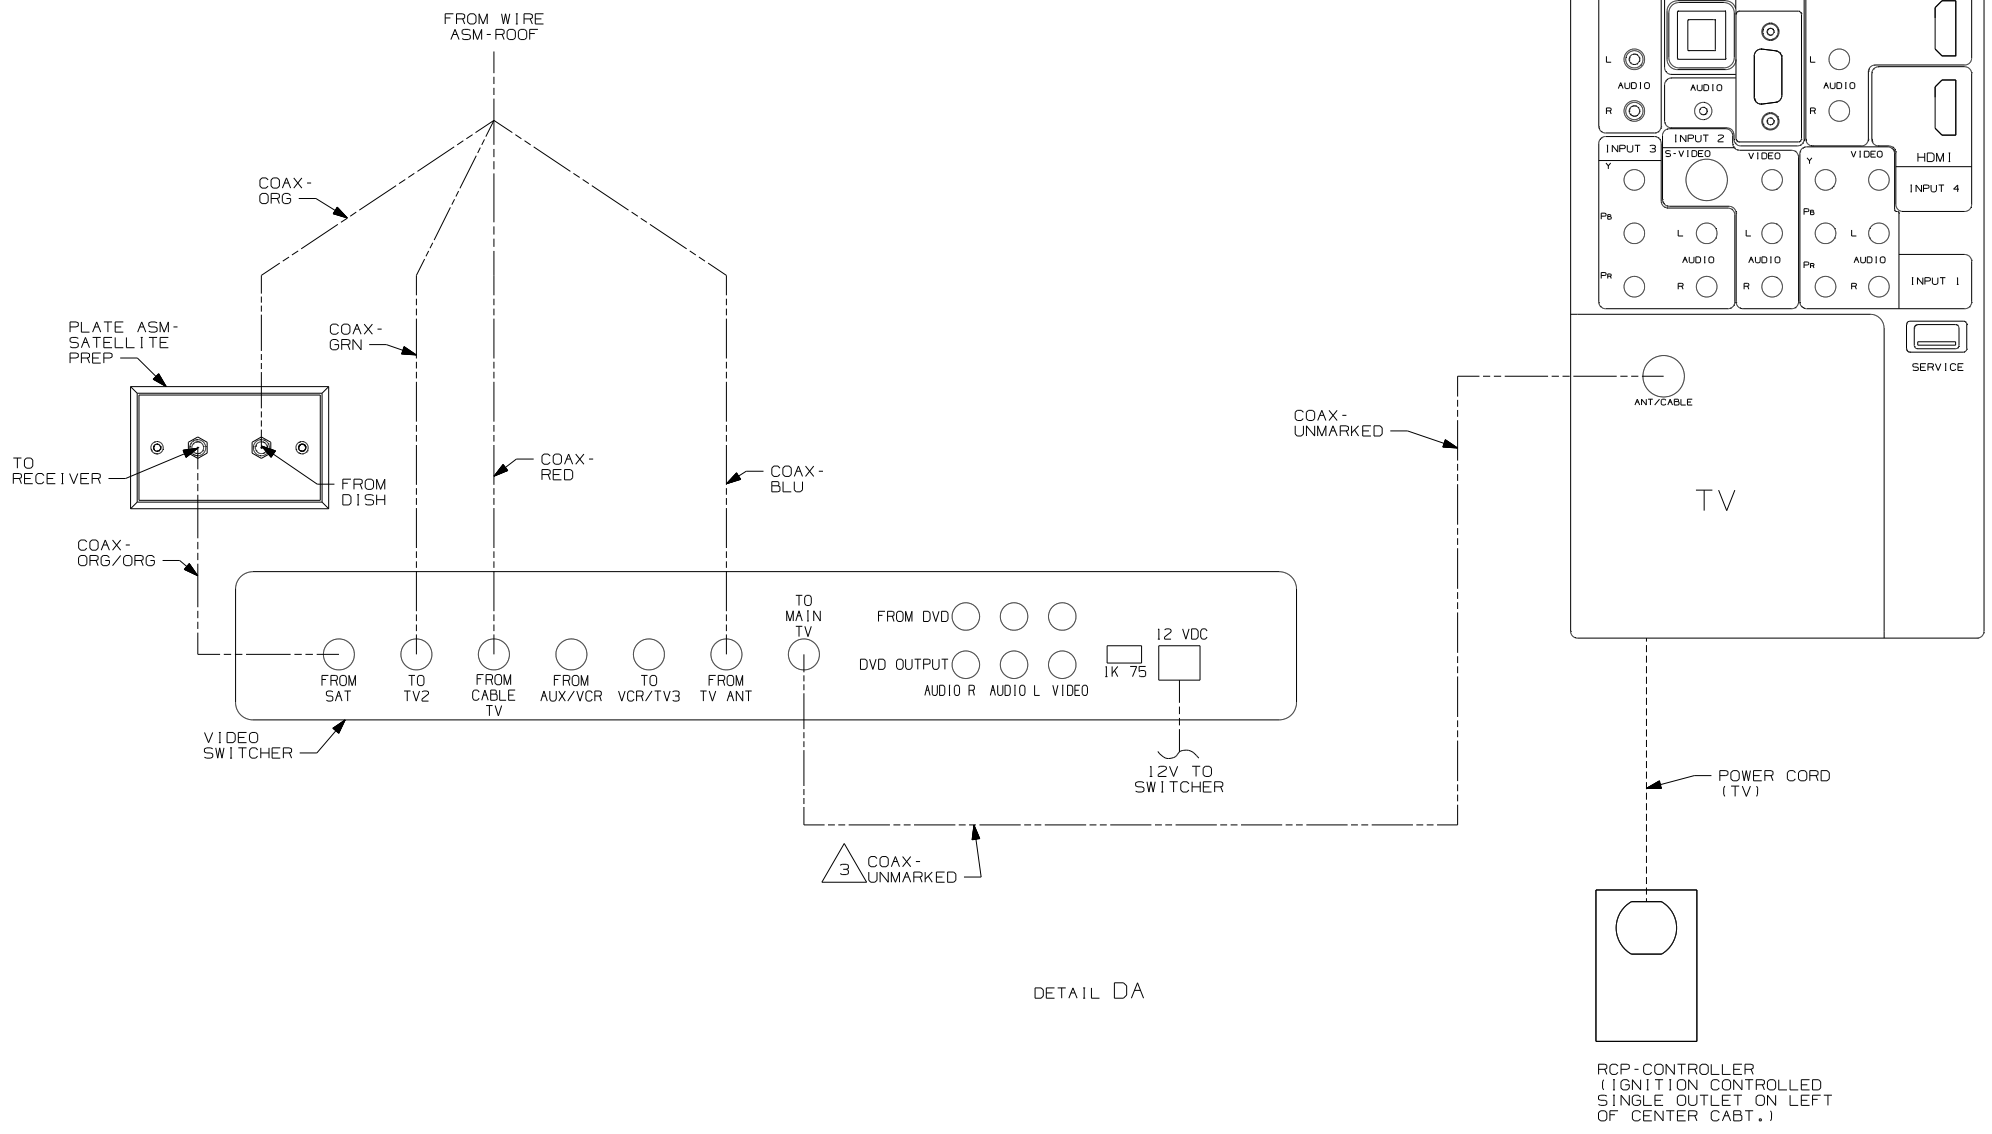 FROM WIRE
ASM-ROOF
COAX-
ORG
PLATE ASM-
SATELLITE
PREP
COAX-
GRN
TO
RECEIVER
FROM
DISH
COAX-
RED
COAX-
BLU
COAX-
ORG/ORG
COAX-
UNMARKED
TO
MAIN
TV
FROM DVD
DVD OUTPUT
AUDIO R
AUDIO L
VIDEO
1K 75
12 VDC
FROM
SAT
TO
TV2
FROM
CABLE
TV
FROM
AUX/VCR
TO
VCR/TV3
FROM
TV ANT
VIDEO
SWITCHER
12V TO
SWITCHER
3
COAX-
UNMARKED
DETAIL DA
L
AUDIO
R
AUDIO
L
AUDIO
R
INPUT 3
INPUT 2
S-VIDEO
VIDEO
VIDEO
HDMI
INPUT 4
Y
PB
PR
L
AUDIO
R
L
AUDIO
R
Y
PB
PR
L
AUDIO
R
INPUT 1
SERVICE
ANT/CABLE
TV
POWER CORD
(TV)
RCP-CONTROLLER
(IGNITION CONTROLLED
SINGLE OUTLET ON LEFT
OF CENTER CABT.)